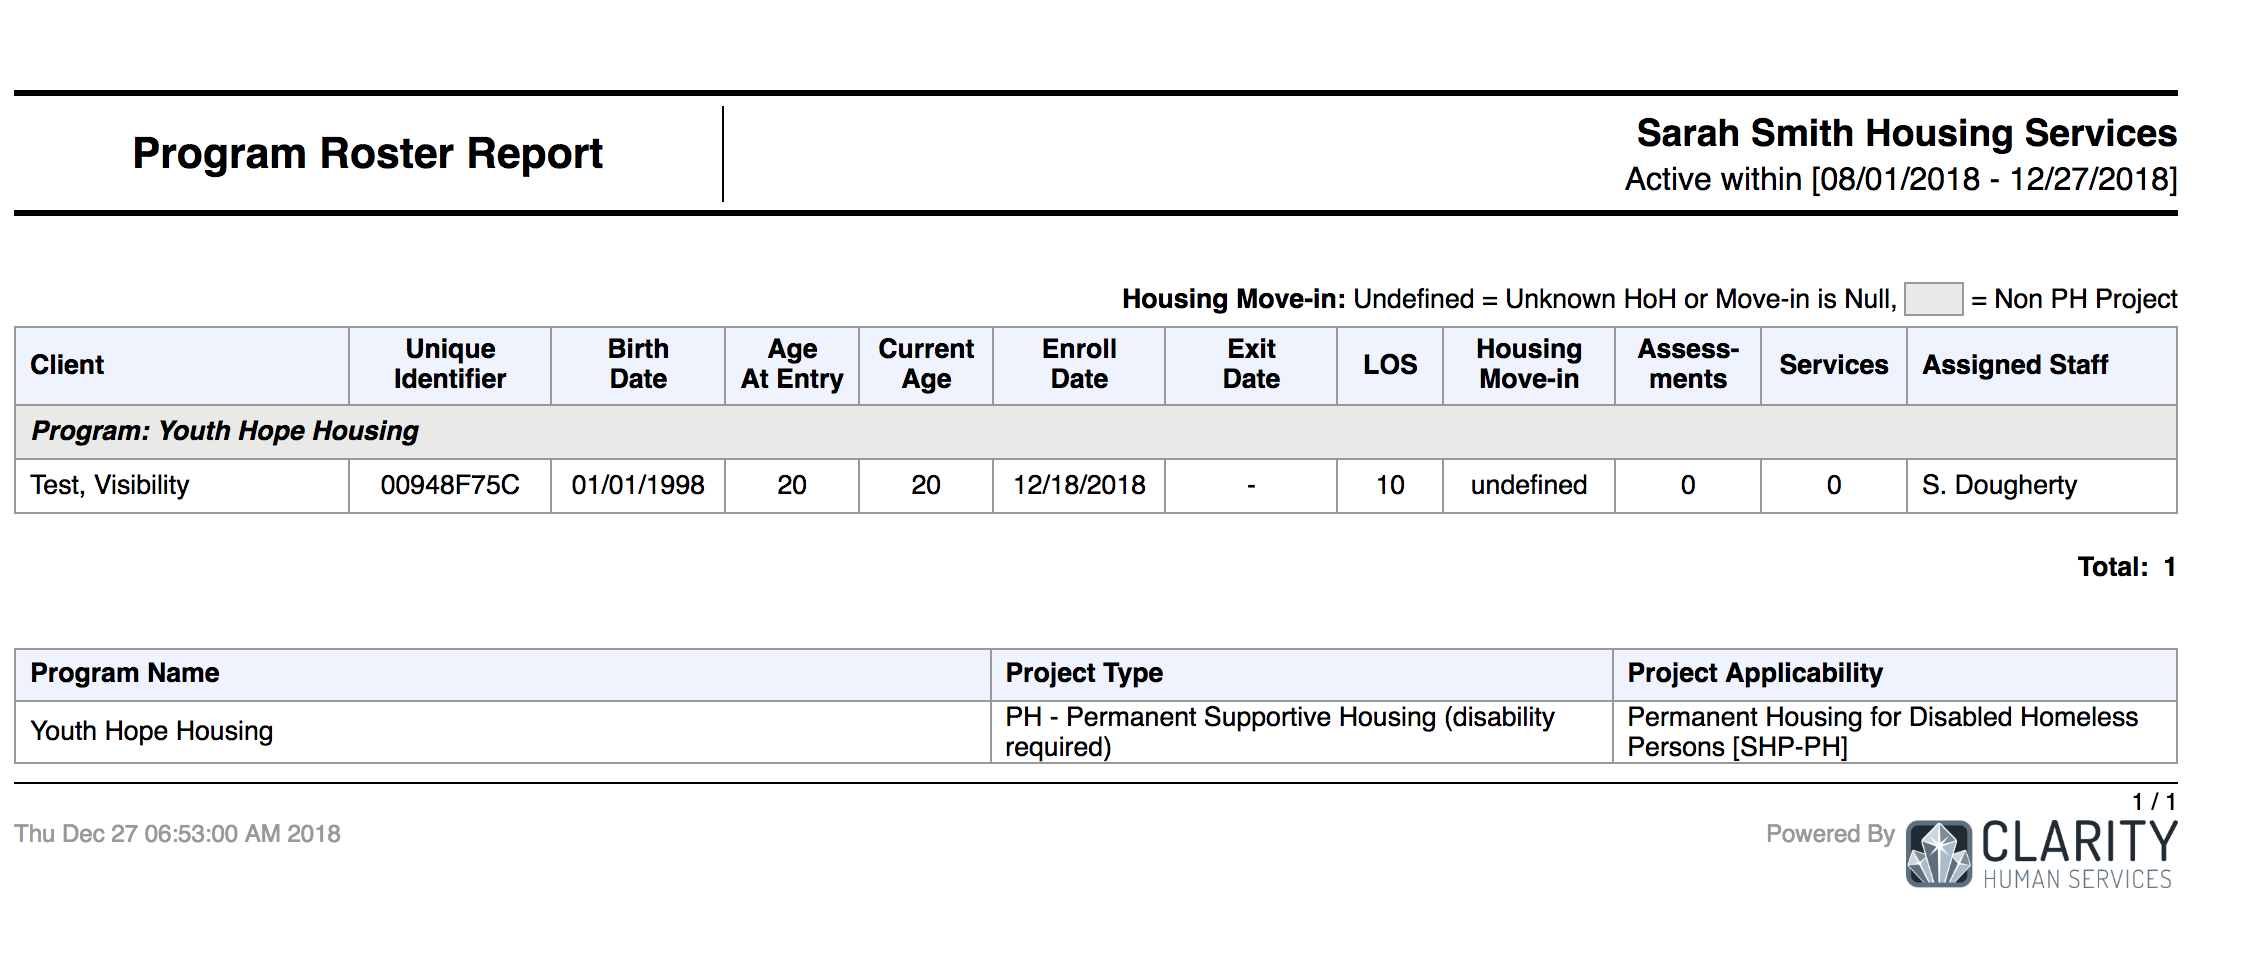 Program Roster Report
Sarah Smith Housing Services
Active within [08/01/2018 - 12/27/2018]
Housing Move-in: Undefined = Unknown HoH or Move-in is Null, = Non PH Project
Client Unique Identifier Birth Date Age At Entry Current Age Enroll Date Exit Date LOS Housing Move-in Assess-ments Services Assigned Staff
Program: Youth Hope Housing
Test, Visibility 00948F75C 01/01/1998 20 20 12/18/2018 - 10 undefined 0 0 S. Dougherty
Total: 1
Program Name Project Type Project Applicability
Youth Hope Housing PH - Permanent Supportive Housing (disability required) Permanent Housing for Disabled Homeless Persons [SHP-PH]
1 / 1
Thu Dec 27 06:53:00 AM 2018
Powered By CLARITY
HUMAN SERVICES